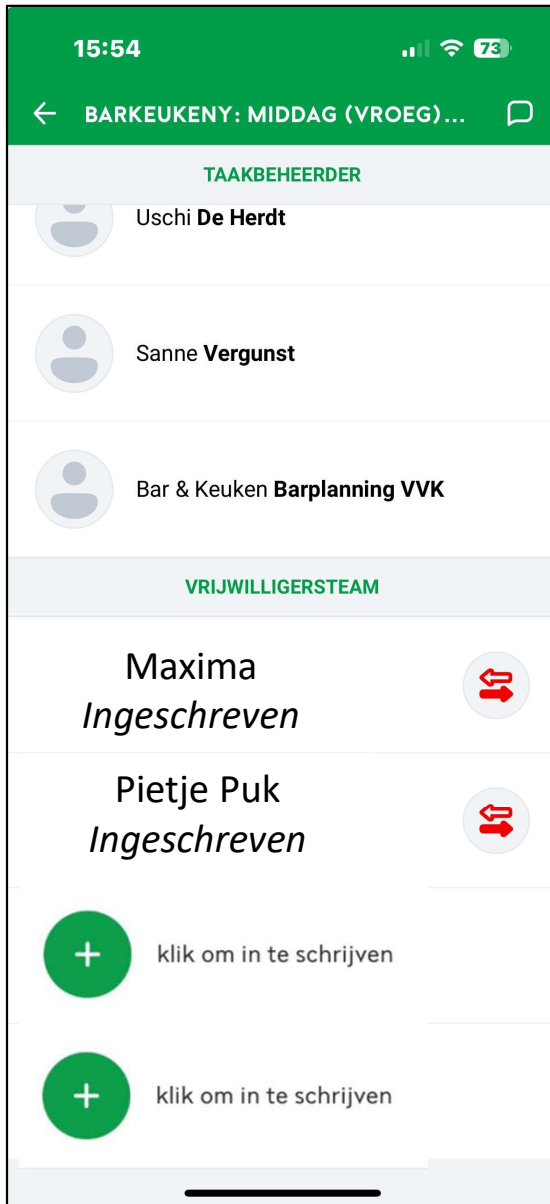 15:54
73
BARKEUKENY: MIDDAG (VROEG)...
TAAKBEHEERDER
Uschi De Herdt
Sanne Vergunst
Bar & Keuken Barplanning VVK
VRIJWILLIGERSTEAM
Maxima
Ingeschreven
Pietje Puk
Ingeschreven
klik om in te schrijven
klik om in te schrijven